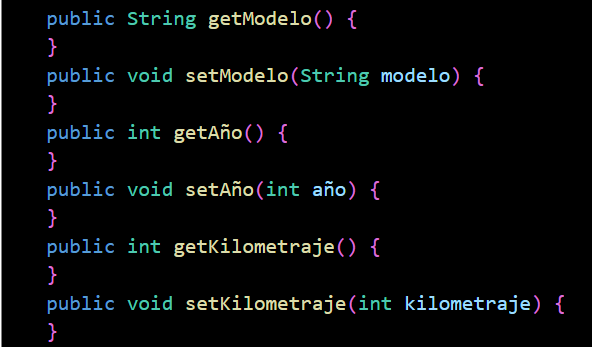 public String getModelo() {
}
public void setModelo(String modelo) {
}
public int getAño() {
}
public void setAño(int año) {
}
public int getKilometraje() {
}
public void setKilometraje(int kilometraje) {
}